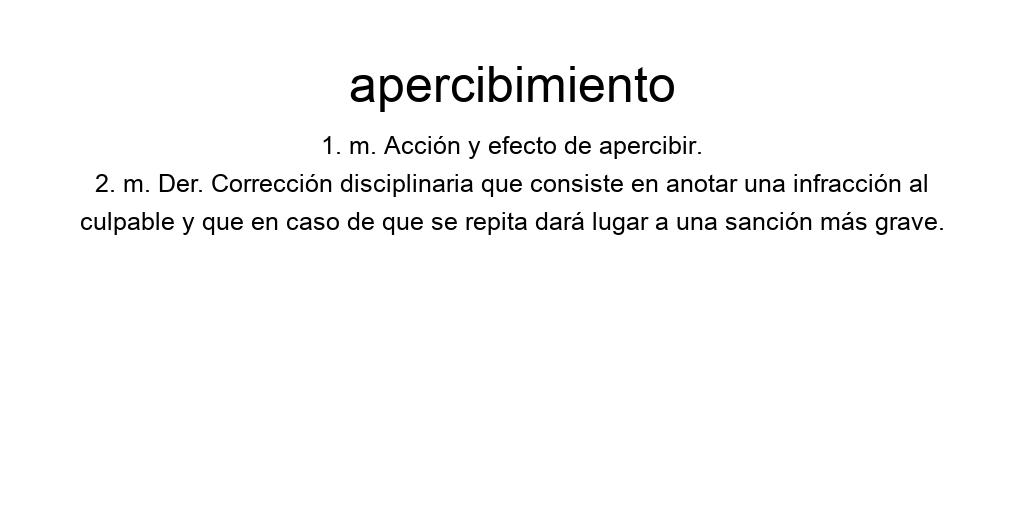 apercibimiento
1. m. Acción y efecto de apercibir.
2. m. Der. Corrección disciplinaria que consiste en anotar una infracción al
culpable y que en caso de que se repita dará lugar a una sanción más grave.